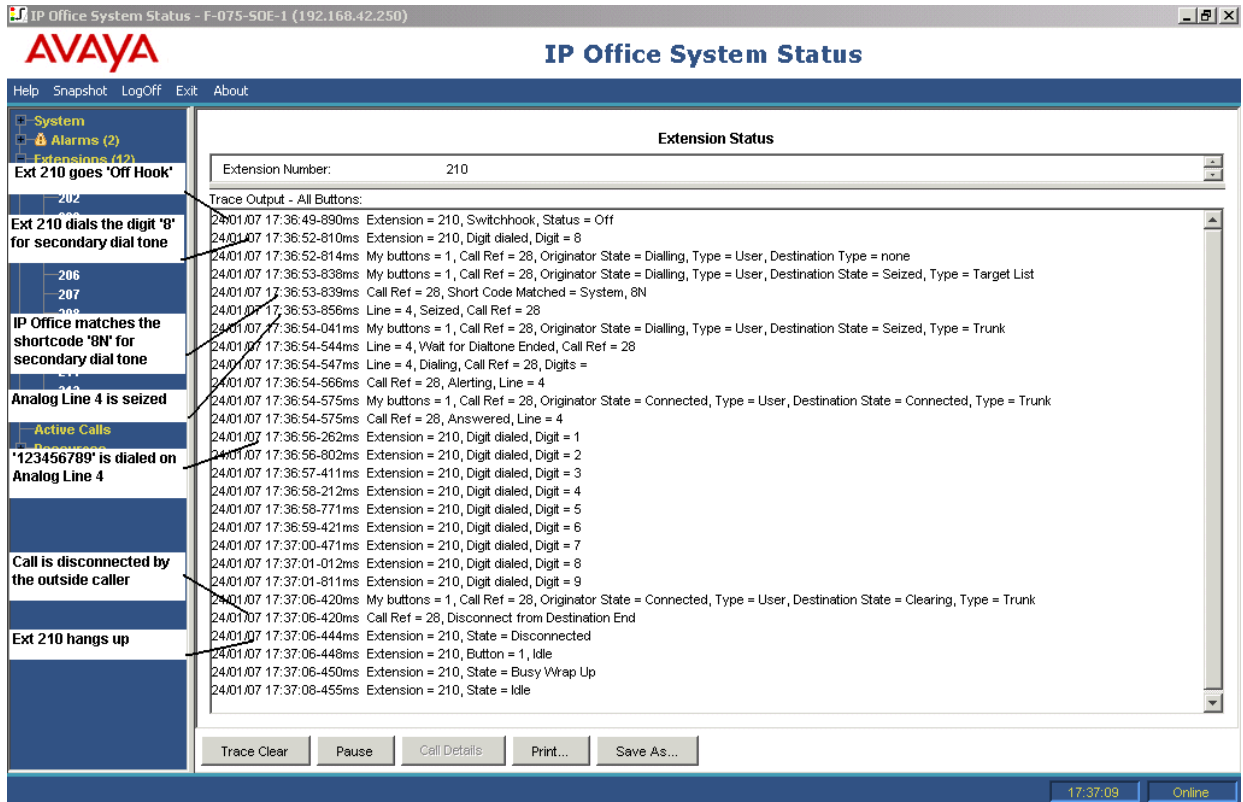 IP Office System Status - F-075-SOE-1 (192.168.42.250)
AVAYA
IP Office System Status
Help Snapshot LogOff Exit About
System
Alarms (2)
Extensions (12)
Ext 210 goes 'Off Hook'
202
Ext 210 dials the digit '8'
for secondary dial tone
206
207
IP Office matches the
shortcode '8N' for
secondary dial tone
Analog Line 4 is seized
Active Calls
Resources
'123456789' is dialed on
Analog Line 4
Call is disconnected by
the outside caller
Ext 210 hangs up
Extension Status
Extension Number: 210
Trace Output - All Buttons:
24/01/07 17:36:49-890ms Extension = 210, Switchhook, Status = Off
24/01/07 17:36:52-810ms Extension = 210, Digit dialed, Digit = 8
24/01/07 17:36:52-814ms My buttons = 1, Call Ref = 28, Originator State = Dialling, Type = User, Destination Type = none
24/01/07 17:36:53-838ms My buttons = 1, Call Ref = 28, Originator State = Dialling, Type = User, Destination State = Seized, Type = Target List
24/01/07 17:36:53-839ms Call Ref = 28, Short Code Matched = System, 8N
24/01/07 17:36:53-856ms Line = 4, Seized, Call Ref = 28
24/01/07 17:36:54-041ms My buttons = 1, Call Ref = 28, Originator State = Dialling, Type = User, Destination State = Seized, Type = Trunk
24/01/07 17:36:54-544ms Line = 4, Wait for Dialtone Ended, Call Ref = 28
24/01/07 17:36:54-547ms Line = 4, Dialing, Call Ref = 28, Digits =
24/01/07 17:36:54-566ms Call Ref = 28, Alerting, Line = 4
24/01/07 17:36:54-575ms My buttons = 1, Call Ref = 28, Originator State = Connected, Type = User, Destination State = Connected, Type = Trunk
24/01/07 17:36:54-575ms Call Ref = 28, Answered, Line = 4
24/01/07 17:36:56-262ms Extension = 210, Digit dialed, Digit = 1
24/01/07 17:36:56-802ms Extension = 210, Digit dialed, Digit = 2
24/01/07 17:36:57-411ms Extension = 210, Digit dialed, Digit = 3
24/01/07 17:36:58-212ms Extension = 210, Digit dialed, Digit = 4
24/01/07 17:36:58-771ms Extension = 210, Digit dialed, Digit = 5
24/01/07 17:36:59-421ms Extension = 210, Digit dialed, Digit = 6
24/01/07 17:37:00-471ms Extension = 210, Digit dialed, Digit = 7
24/01/07 17:37:01-012ms Extension = 210, Digit dialed, Digit = 8
24/01/07 17:37:01-811ms Extension = 210, Digit dialed, Digit = 9
24/01/07 17:37:06-420ms My buttons = 1, Call Ref = 28, Originator State = Connected, Type = User, Destination State = Clearing, Type = Trunk
24/01/07 17:37:06-420ms Call Ref = 28, Disconnect from Destination End
24/01/07 17:37:06-444ms Extension = 210, State = Disconnected
24/01/07 17:37:06-448ms Extension = 210, Button = 1, Idle
24/01/07 17:37:06-450ms Extension = 210, State = Busy Wrap Up
24/01/07 17:37:08-455ms Extension = 210, State = Idle
Trace Clear Pause Call Details Print... Save As...
17:37:09 Online